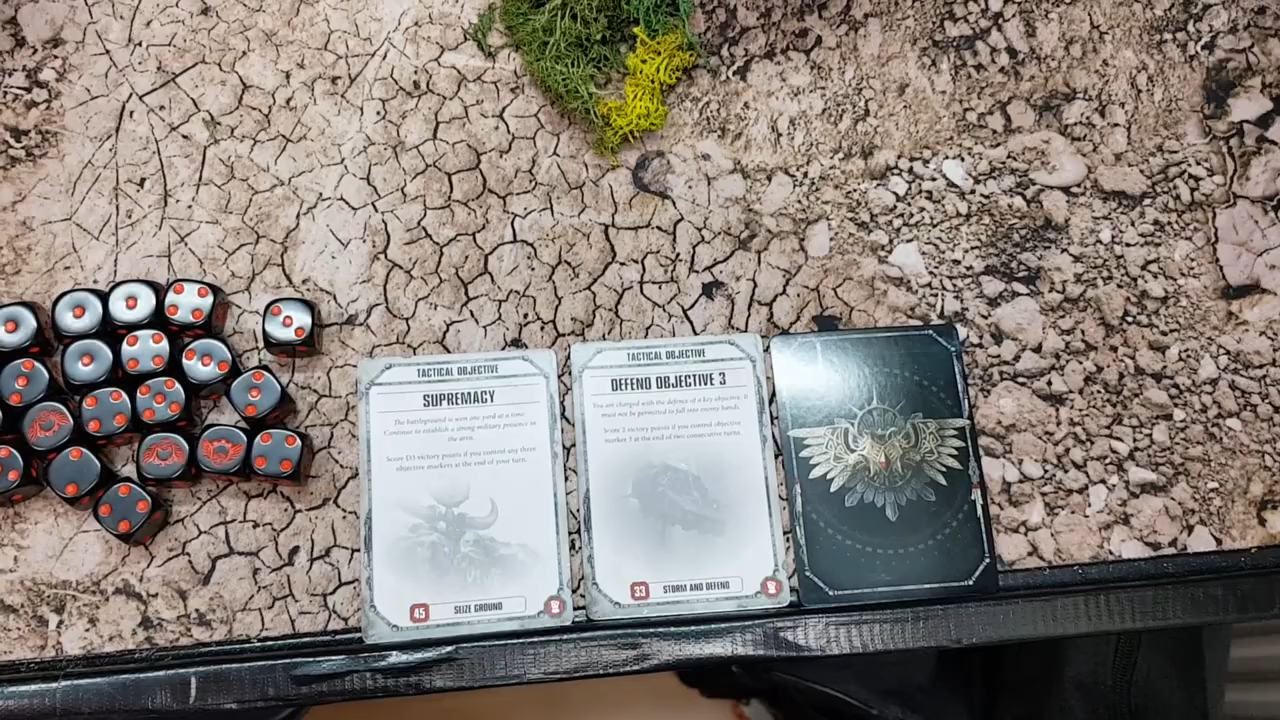 TACTICAL OBJECTIVE
SUPREMACY
The battleground is seen one yard at a time.
Continue to establish a strong military presence in
the area.
Score D3 victory points if you control any three
objective markers at the end of your turn.
45
SEIZE GROUND
TACTICAL OBJECTIVE
DEFEND OBJECTIVE 3
You are charged with the defence of a key objective. It
must not be permitted to fall into enemy hands.
Score 2 victory points if you control objective
marker 3 at the end of two consecutive turns.
33
STORM AND DEFEND